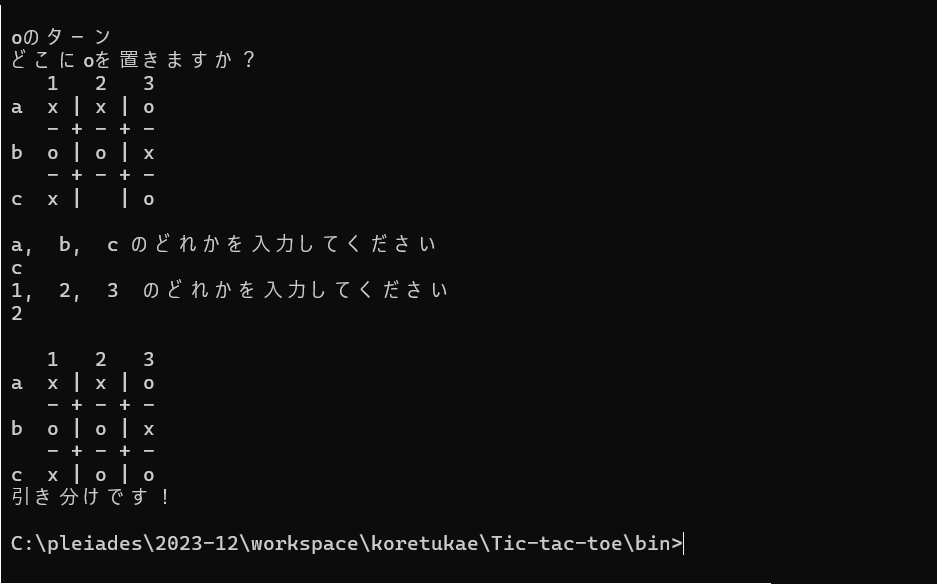 oのターン
どこにoを置きますか？
1 2 3
a x | x | o
- + - + -
b o | o | x
- + - + -
c x |   | o
a, b, c のどれかを入力してください
c
1, 2, 3 のどれかを入力してください
2
1 2 3
a x | x | o
- + - + -
b o | o | x
- + - + -
c x | o | o
引き分けです！
C:\pleiades\2023-12\workspace\koretukae\Tic-tac-toe\bin>